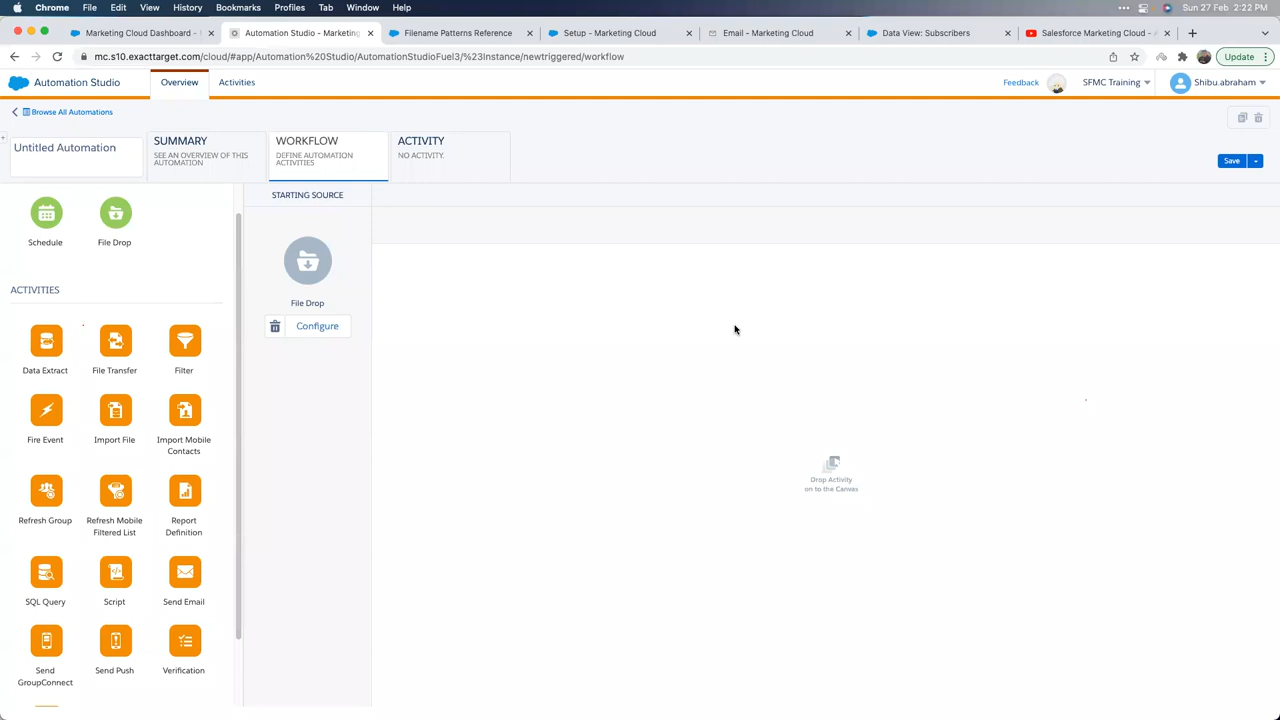 Chrome File Edit View History Bookmarks Profiles Tab Window Help
Sun 27 Feb 2:22 PM
Marketing Cloud Dashboard -
Automation Studio - Marketing
Filename Patterns Reference
Setup - Marketing Cloud
Email - Marketing Cloud
Data View: Subscribers
Salesforce Marketing Cloud -
mc.s10.exacttarget.com/cloud/#app/Automation%20Studio/AutomationStudioFuel3/%23Instance/newtriggered/workflow
Update
Automation Studio
Overview
Activities
Feedback
SFMC Training
Shibu.abraham
Browse All Automations
Untitled Automation
SUMMARY
SEE AN OVERVIEW OF THIS
AUTOMATION
WORKFLOW
DEFINE AUTOMATION
ACTIVITIES
ACTIVITY
NO ACTIVITY.
Save
STARTING SOURCE
Schedule
File Drop
File Drop
Configure
ACTIVITIES
Data Extract
File Transfer
Filter
Fire Event
Import File
Import Mobile
Contacts
Refresh Group
Refresh Mobile
Filtered List
Report
Definition
SQL Query
Script
Send Email
Send
GroupConnect
Send Push
Verification
Drop Activity
on to the Canvas